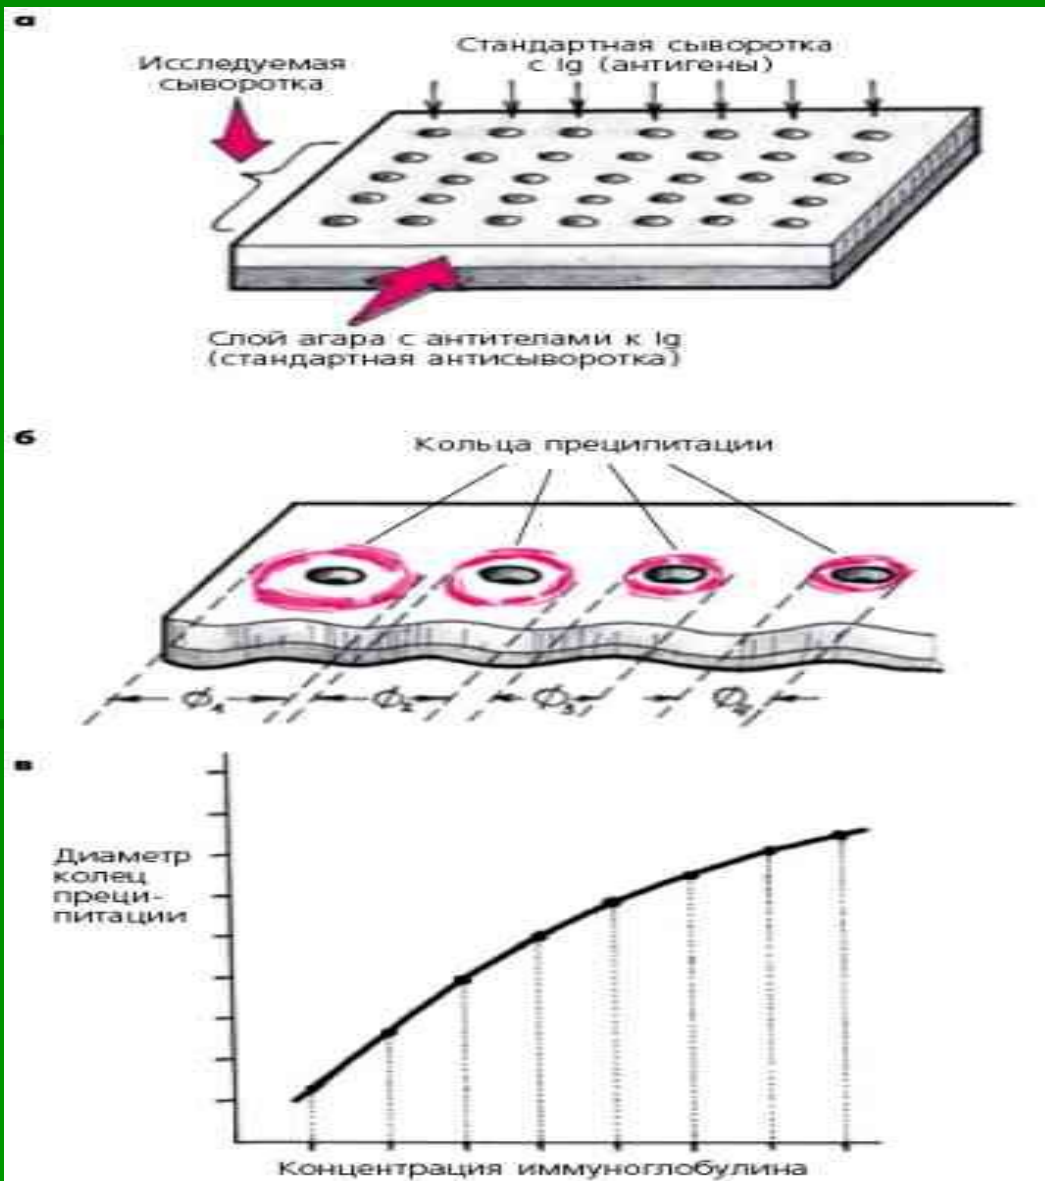 а
Стандартная сыворотка
с Ig (антигены)
Исследуемая
сыворотка
Слой агара с антителами к Ig
(стандартная антисыворотка)
б
Кольца преципитации
в
Диаметр
колец
преци-
питации
Концентрация иммуноглобулина